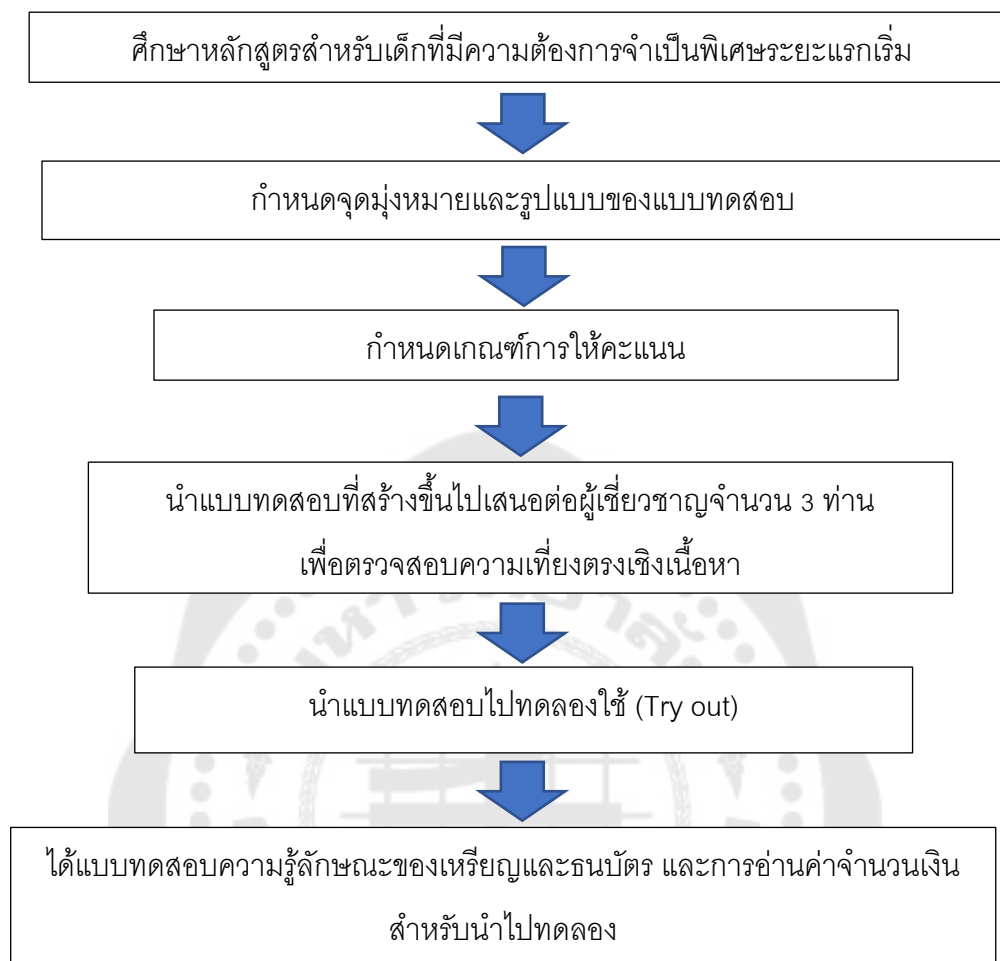 ศึกษาหลักสูตรสำหรับเด็กที่มีความต้องการจำเป็นพิเศษระยะแรกเริ่ม
กำหนดจุดมุ่งหมายและรูปแบบของแบบทดสอบ
กำหนดเกณฑ์การให้คะแนน
นำแบบทดสอบที่สร้างขึ้นไปเสนอต่อผู้เชี่ยวชาญจำนวน 3 ท่าน
เพื่อตรวจสอบความเที่ยงตรงเชิงเนื้อหา
นำแบบทดสอบไปทดลองใช้ (Try out)
ได้แบบทดสอบความรู้ลักษณะของเหรียญและธนบัตร และการอ่านค่าจำนวนเงิน
สำหรับนำไปทดลอง